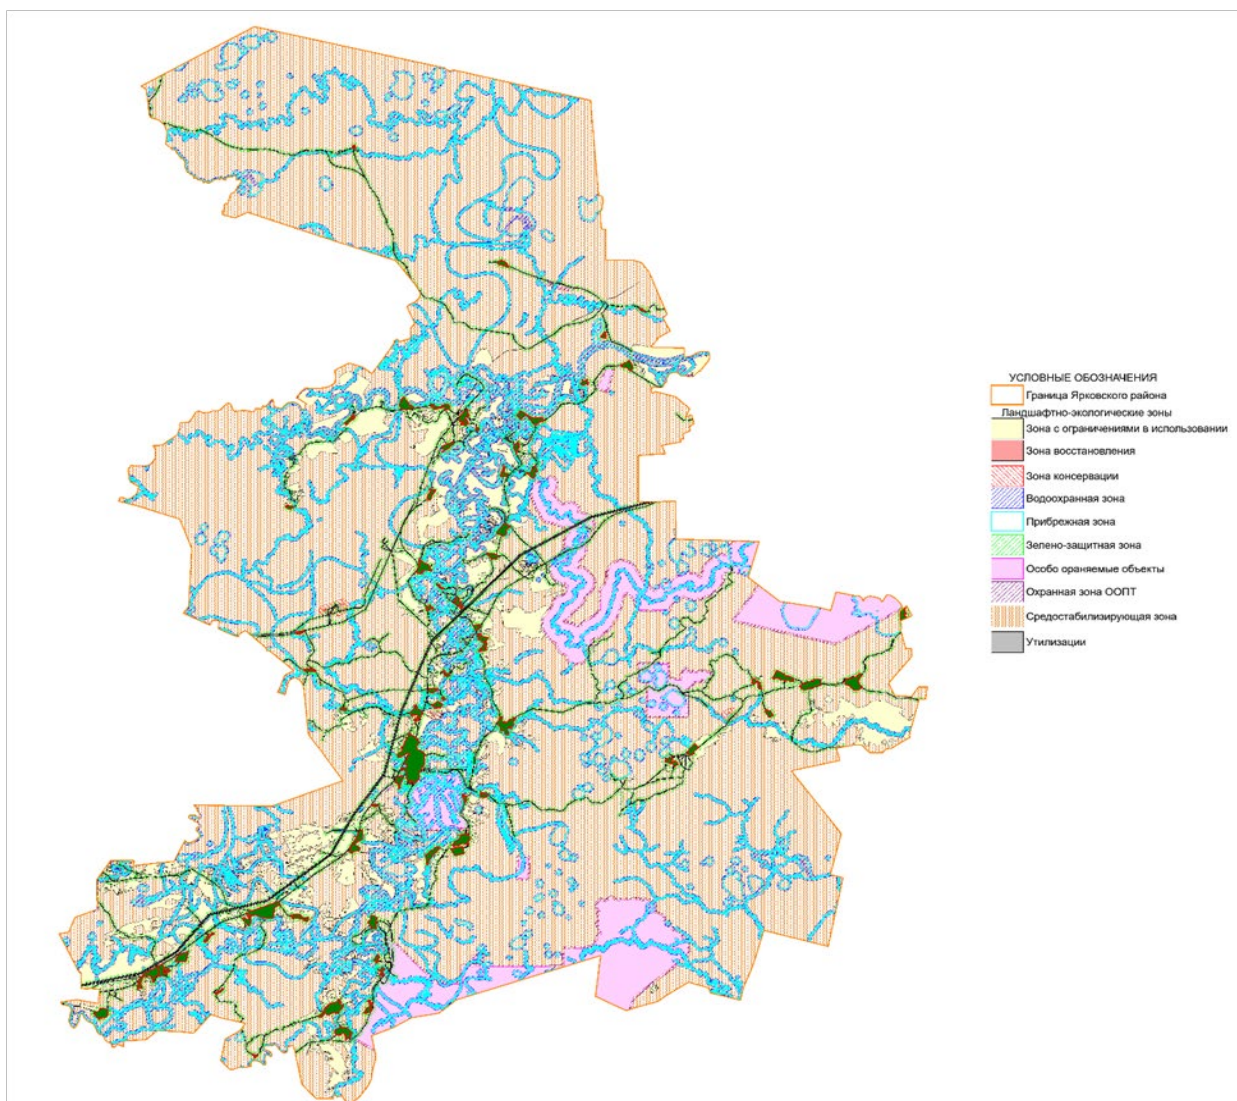 УСЛОВНЫЕ ОБОЗНАЧЕНИЯ
Граница Ярковского района
Ландшафтно-экологические зоны
Зона с ограничениями в использовании
Зона восстановления
Зона консервации
Водоохранная зона
Прибрежная зона
Зелено-защитная зона
Особо ораняемые объекты
Охранная зона ООПТ
Средостабилизирующая зона
Утилизации